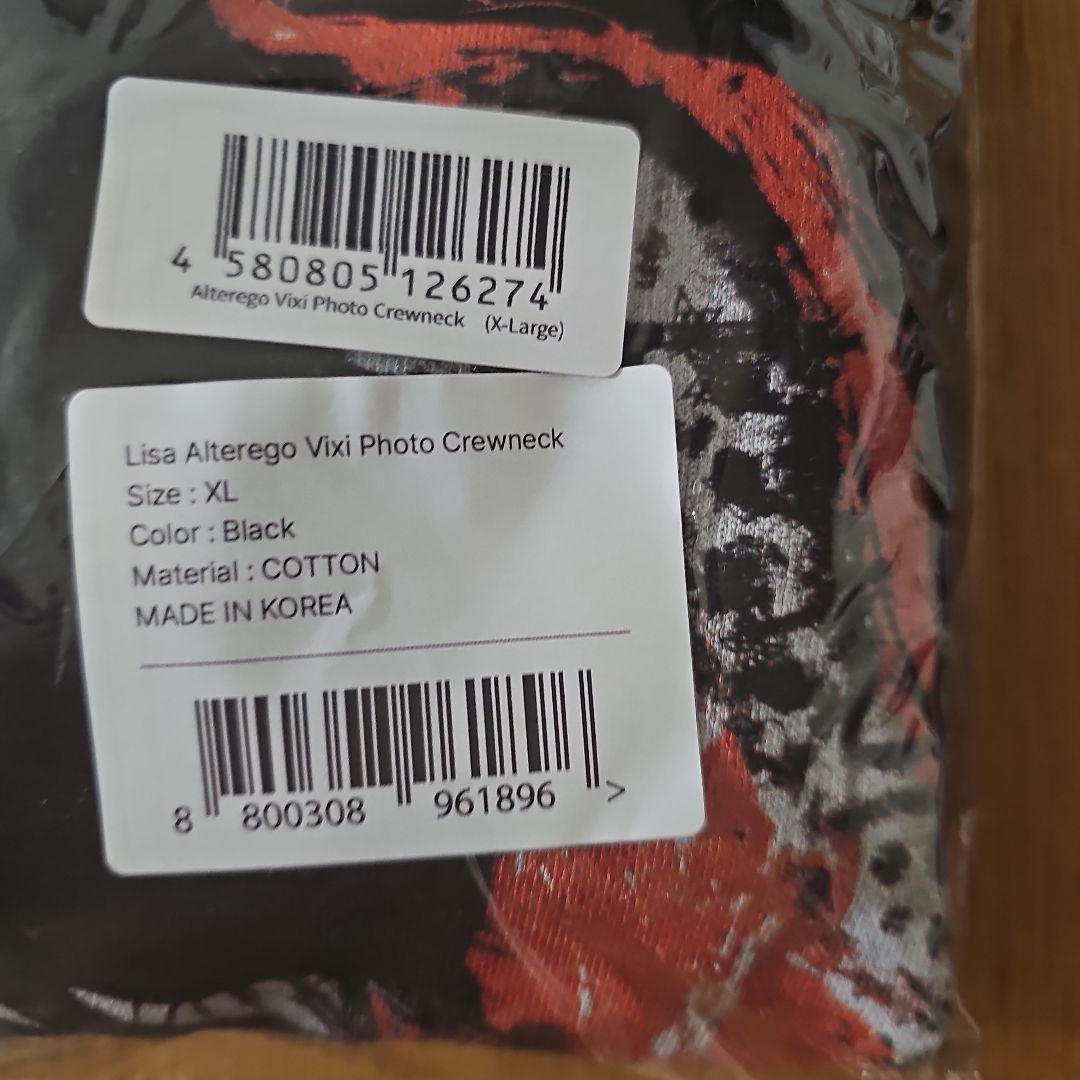 4 580805 126274
Alterego Vixi Photo Crewneck (X-Large)
Lisa Alterego Vixi Photo Crewneck
Size : XL
Color : Black
Material : COTTON
MADE IN KOREA
8 800308 961896 >